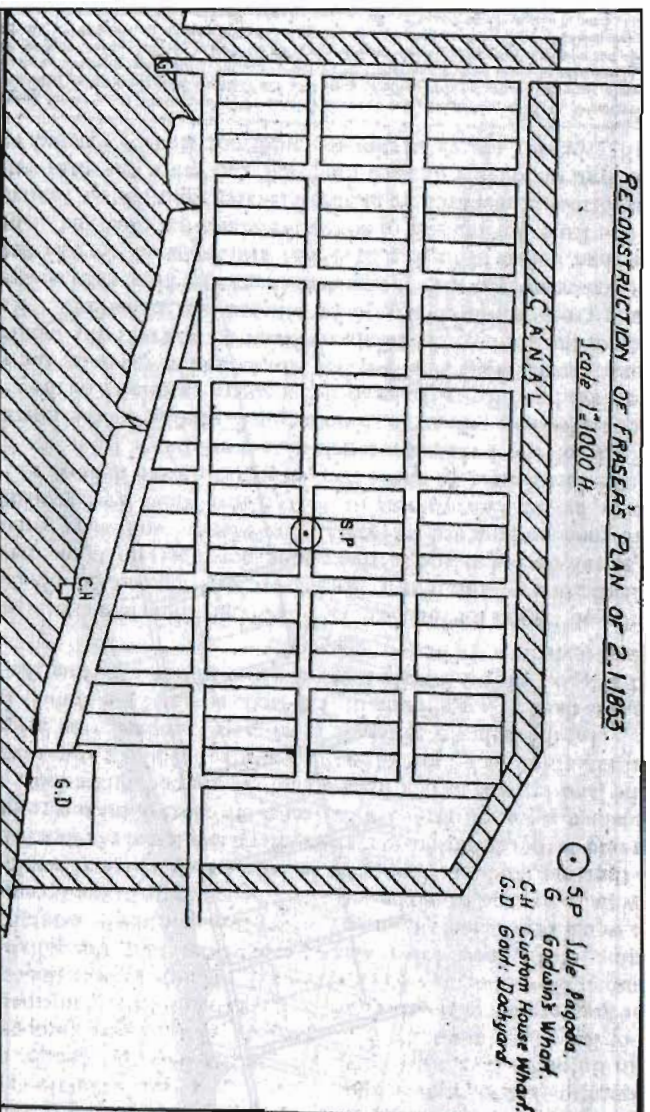 RECONSTRUCTION OF FRASER'S PLAN OF 2.1.1853.
Scale 1"=1000 ft.
CANAL
S.P
G
C.H
G.D
S.P Sule Pagoda.
G Godwin's Wharf.
C.H Custom House Wharf
G.D Govt: Dockyard